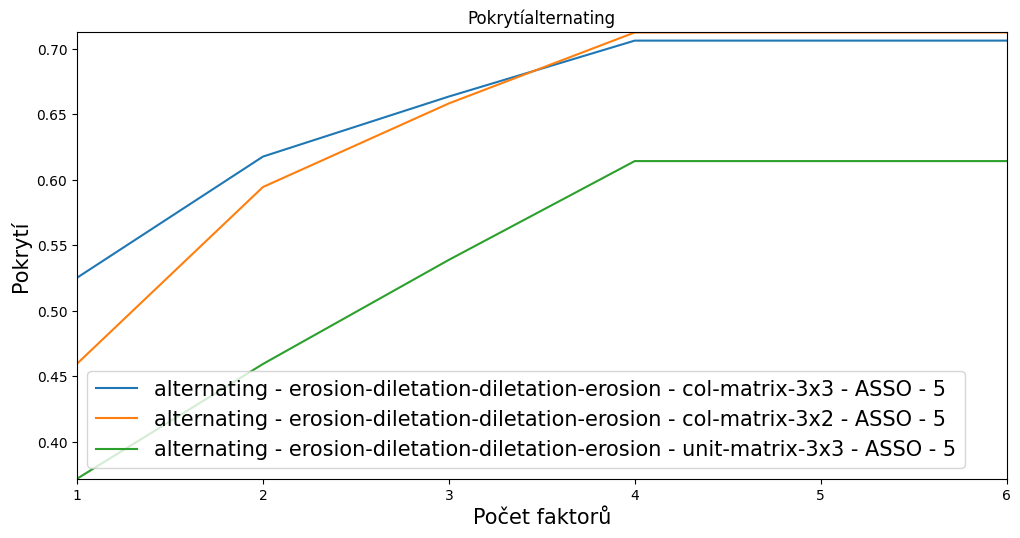 Pokrytíalternating
0.70
0.65
0.60
0.55
0.50
0.45
0.40
Pokrytí
alternating - erosion-diletation-diletation-erosion - col-matrix-3x3 - ASSO - 5
alternating - erosion-diletation-diletation-erosion - col-matrix-3x2 - ASSO - 5
alternating - erosion-diletation-diletation-erosion - unit-matrix-3x3 - ASSO - 5
1 2 3 4 5 6
Počet faktorů